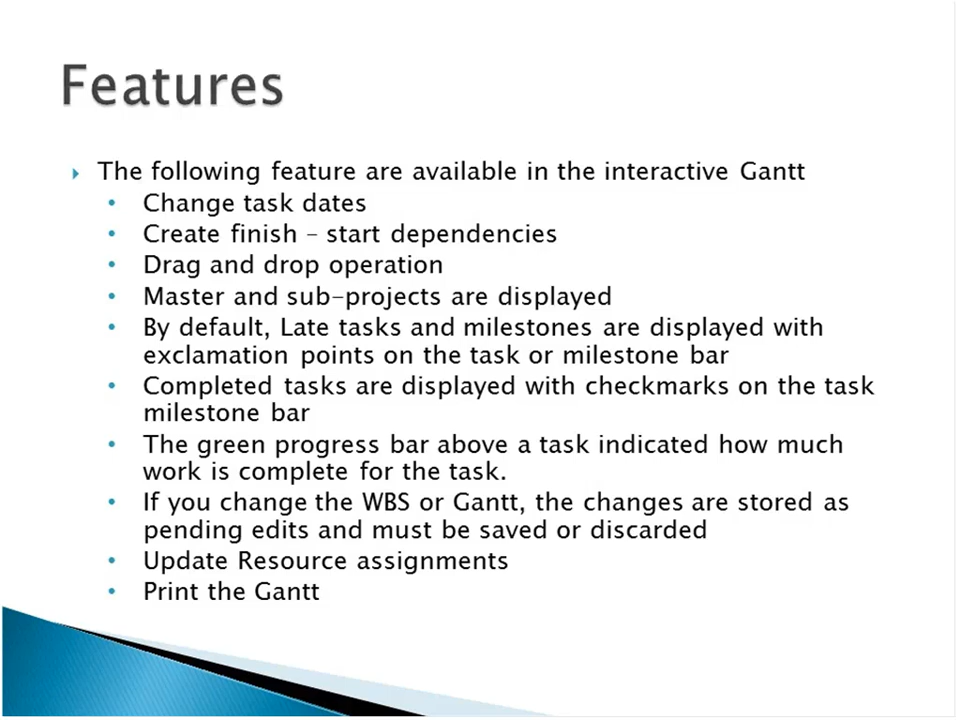 Features
The following feature are available in the interactive Gantt
Change task dates
Create finish – start dependencies
Drag and drop operation
Master and sub-projects are displayed
By default, Late tasks and milestones are displayed with
exclamation points on the task or milestone bar
Completed tasks are displayed with checkmarks on the task
milestone bar
The green progress bar above a task indicated how much
work is complete for the task.
If you change the WBS or Gantt, the changes are stored as
pending edits and must be saved or discarded
Update Resource assignments
Print the Gantt